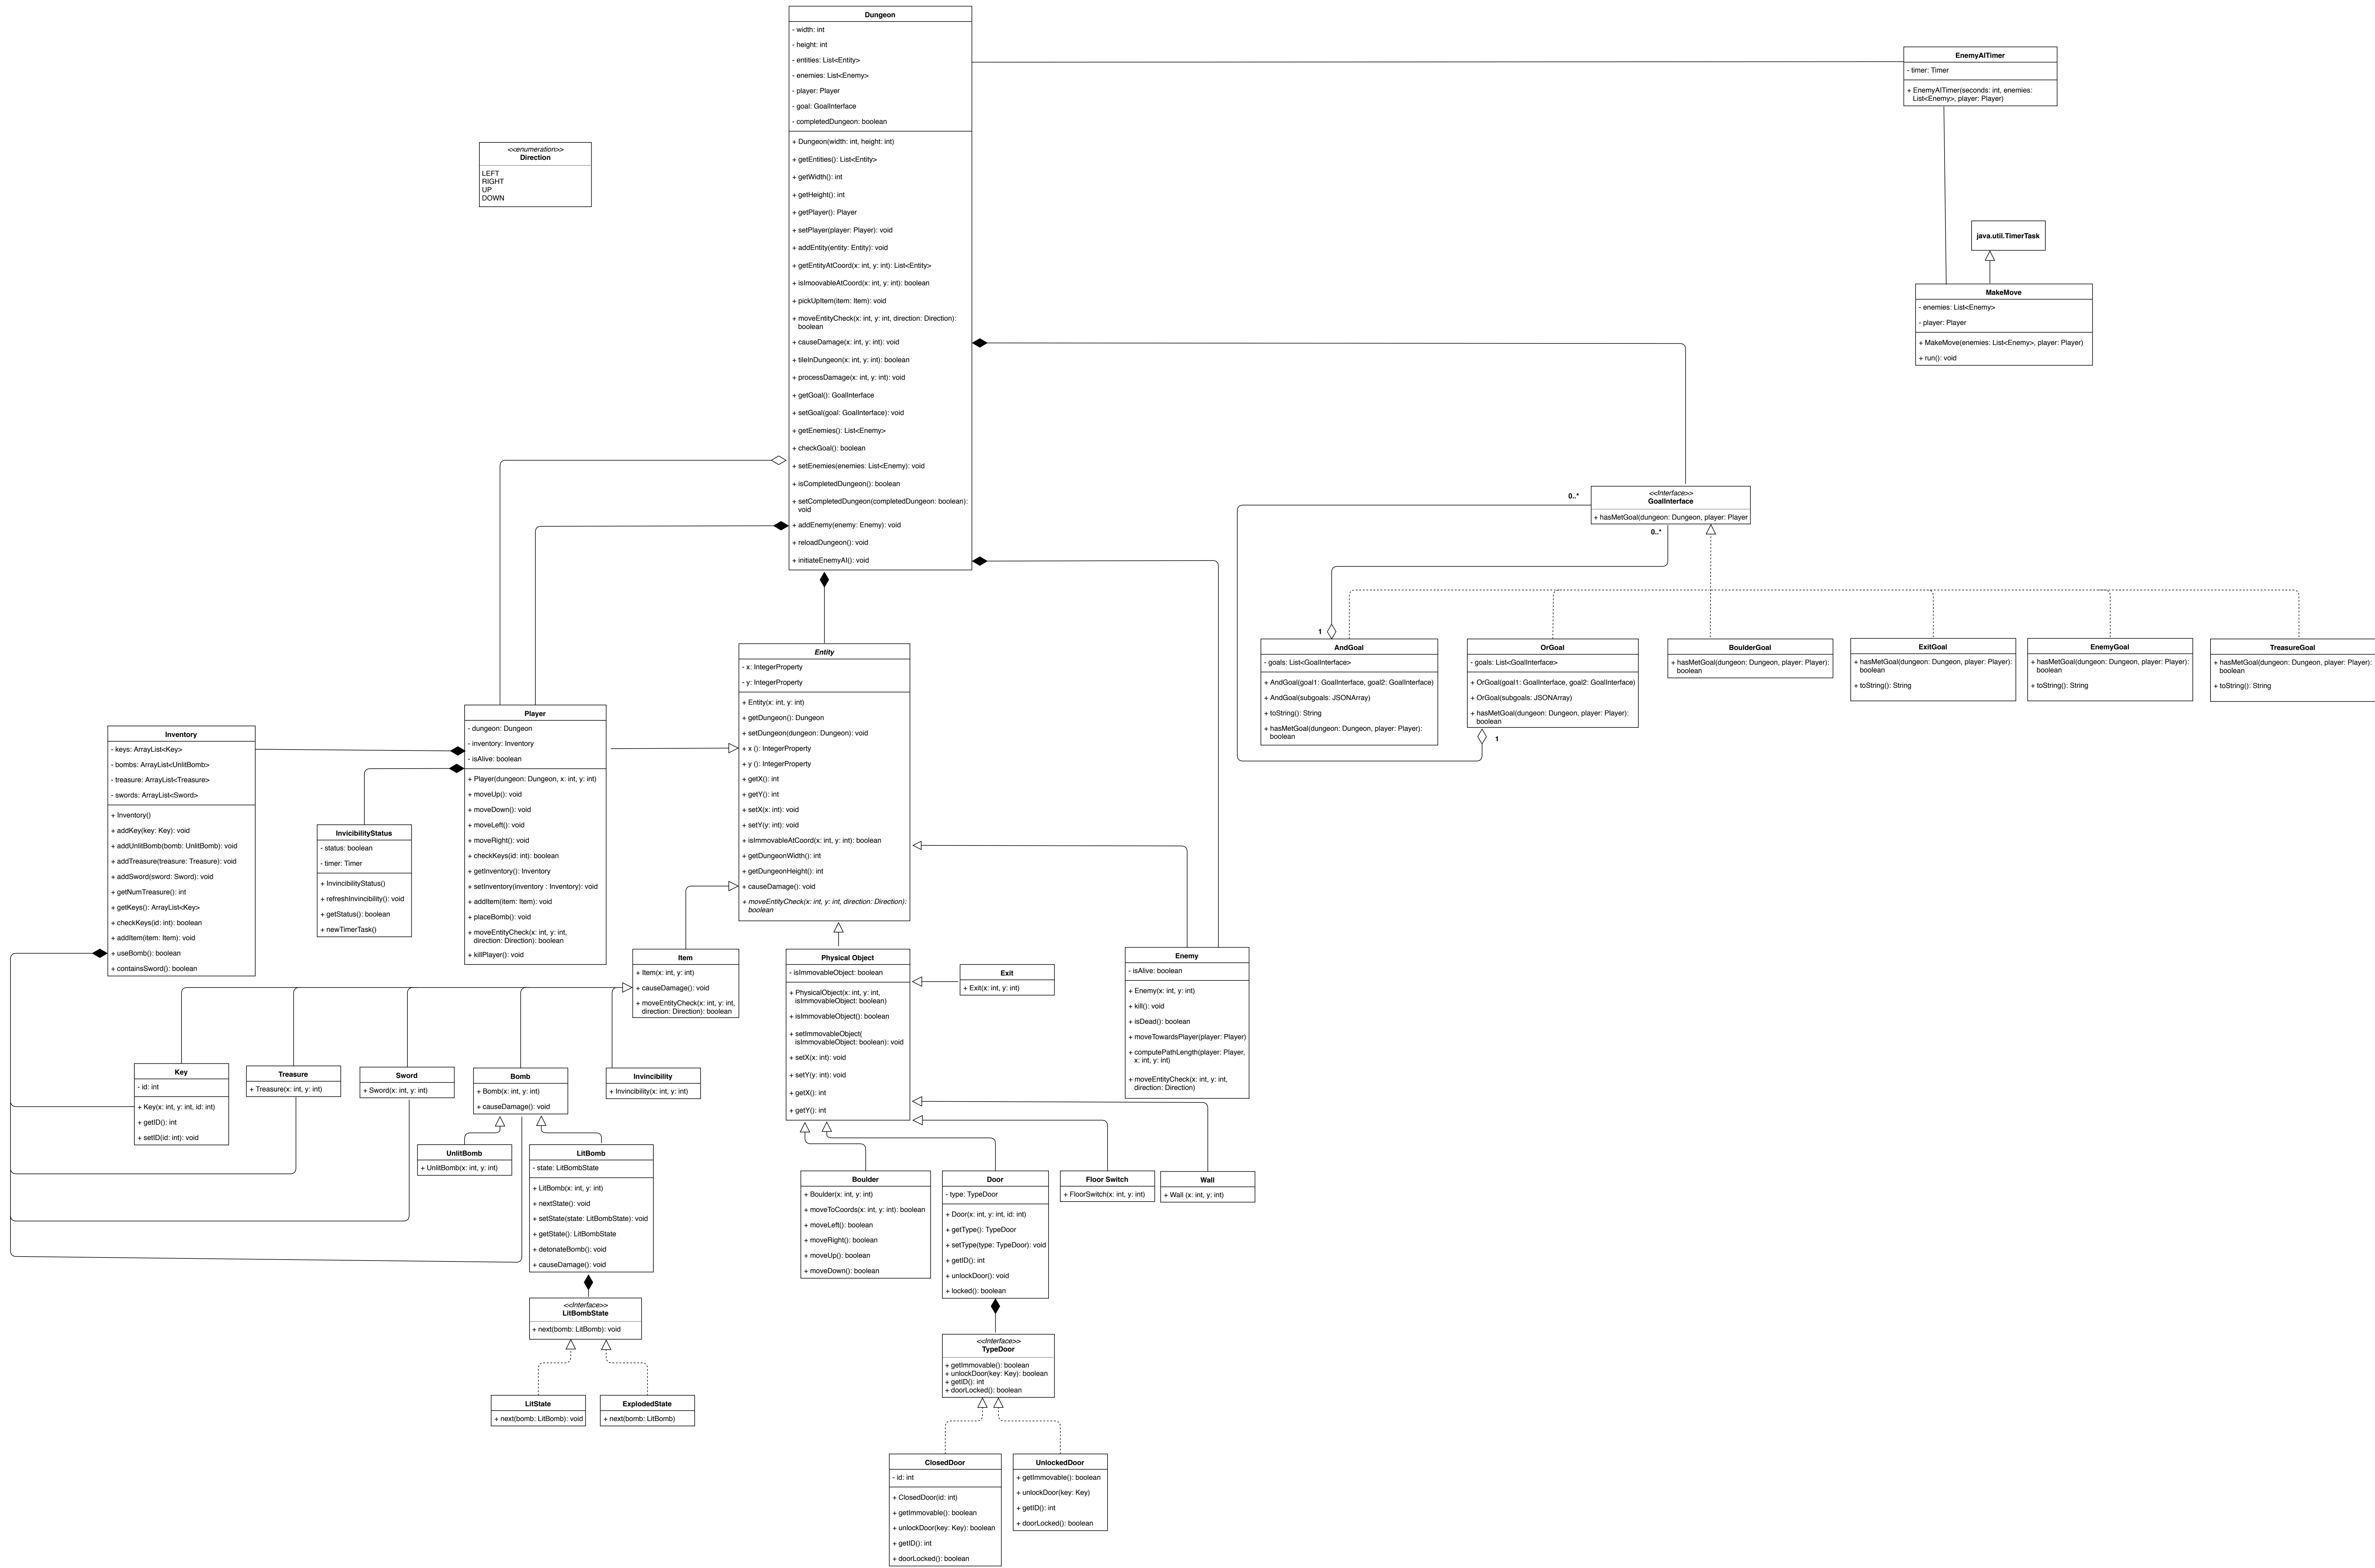 Dungeon
- width: int
- height: int
- entities: List<Entity>
- enemies: List<Enemy>
- player: Player
- goal: GoalInterface
- completedDungeon: boolean
+ Dungeon(width: int, height: int)
+ getEntities(): List<Entity>
+ getWidth(): int
+ getHeight(): int
+ getPlayer(): Player
+ setPlayer(player: Player): void
+ addEntity(entity: Entity): void
+ getEntityAtCoord(x: int, y: int): List<Entity>
+ isImoovableAtCoord(x: int, y: int): boolean
+ pickUpItem(item: Item): void
+ moveEntityCheck(x: int, y: int, direction: Direction):
boolean
+ causeDamage(x: int, y: int): void
+ tileInDungeon(x: int, y: int): boolean
+ processDamage(x: int, y: int): void
+ getGoal(): GoalInterface
+ setGoal(goal: GoalInterface): void
+ getEnemies(): List<Enemy>
+ checkGoal(): boolean
+ setEnemies(enemies: List<Enemy): void
+ isCompletedDungeon(): boolean
+ setCompletedDungeon(completedDungeon: boolean):
void
+ addEnemy(enemy: Enemy): void
+ reloadDungeon(): void
+ initiateEnemyAI(): void
EnemyAITimer
- timer: Timer
+ EnemyAITimer(seconds: int, enemies:
List<Enemy>, player: Player)
<<enumeration>>
Direction
LEFT
RIGHT
UP
DOWN
java.util.TimerTask
MakeMove
- enemies: List<Enemy>
- player: Player
+ MakeMove(enemies: List<Enemy>, player: Player)
+ run(): void
0..*
<<Interface>>
GoalInterface
+ hasMetGoal(dungeon: Dungeon, player: Player
0..*
1
AndGoal
- goals: List<GoalInterface>
+ AndGoal(goal1: GoalInterface, goal2: GoalInterface)
+ AndGoal(subgoals: JSONArray)
+ toString(): String
+ hasMetGoal(dungeon: Dungeon, player: Player):
boolean
OrGoal
- goals: List<GoalInterface>
+ OrGoal(goal1: GoalInterface, goal2: GoalInterface)
+ OrGoal(subgoals: JSONArray)
+ hasMetGoal(dungeon: Dungeon, player: Player):
boolean
1
BoulderGoal
+ hasMetGoal(dungeon: Dungeon, player: Player):
boolean
ExitGoal
+ hasMetGoal(dungeon: Dungeon, player: Player):
boolean
+ toString(): String
EnemyGoal
+ hasMetGoal(dungeon: Dungeon, player: Player):
boolean
+ toString(): String
TreasureGoal
+ hasMetGoal(dungeon: Dungeon, player: Player):
boolean
+ toString(): String
Entity
- x: IntegerProperty
- y: IntegerProperty
+ Entity(x: int, y: int)
+ getDungeon(): Dungeon
+ setDungeon(dungeon: Dungeon): void
+ x (): IntegerProperty
+ y (): IntegerProperty
+ getX(): int
+ getY(): int
+ setX(x: int): void
+ setY(y: int): void
+ isImmovableAtCoord(x: int, y: int): boolean
+ getDungeonWidth(): int
+ getDungeonHeight(): int
+ causeDamage(): void
+ moveEntityCheck(x: int, y: int, direction: Direction):
boolean
Player
- dungeon: Dungeon
- inventory: Inventory
- isAlive: boolean
+ Player(dungeon: Dungeon, x: int, y: int)
+ moveUp(): void
+ moveDown(): void
+ moveLeft(): void
+ moveRight(): void
+ checkKeys(id: int): boolean
+ getInventory(): Inventory
+ setInventory(inventory : Inventory): void
+ addItem(item: Item): void
+ placeBomb(): void
+ moveEntityCheck(x: int, y: int,
direction: Direction): boolean
+ killPlayer(): void
Inventory
- keys: ArrayList<Key>
- bombs: ArrayList<UnlitBomb>
- treasure: ArrayList<Treasure>
- swords: ArrayList<Sword>
+ Inventory()
+ addKey(key: Key): void
+ addUnlitBomb(bomb: UnlitBomb): void
+ addTreasure(treasure: Treasure): void
+ addSword(sword: Sword): void
+ getNumTreasure(): int
+ getKeys(): ArrayList<Key>
+ checkKeys(id: int): boolean
+ addItem(item: Item): void
+ useBomb(): boolean
+ containsSword(): boolean
InvicibilityStatus
- status: boolean
- timer: Timer
+ InvincibilityStatus()
+ refreshInvincibility(): void
+ getStatus(): boolean
+ newTimerTask()
Item
+ Item(x: int, y: int)
+ causeDamage(): void
+ moveEntityCheck(x: int, y: int,
direction: Direction): boolean
Physical Object
- isImmovableObject: boolean
+ PhysicalObject(x: int, y: int,
isImmovableObject: boolean)
+ isImmovableObject(): boolean
+ setImmovableObject(
isImmovableObject: boolean): void
+ setX(x: int): void
+ setY(y: int): void
+ getX(): int
+ getY(): int
Exit
+ Exit(x: int, y: int)
Enemy
- isAlive: boolean
+ Enemy(x: int, y: int)
+ kill(): void
+ isDead(): boolean
+ moveTowardsPlayer(player: Player)
+ computePathLength(player: Player,
x: int, y: int)
+ moveEntityCheck(x: int, y: int,
direction: Direction)
Key
- id: int
+ Key(x: int, y: int, id: int)
+ getID(): int
+ setID(id: int): void
Treasure
+ Treasure(x: int, y: int)
Sword
+ Sword(x: int, y: int)
Bomb
+ Bomb(x: int, y: int)
+ causeDamage(): void
Invincibility
+ Invincibility(x: int, y: int)
UnlitBomb
+ UnlitBomb(x: int, y: int)
LitBomb
- state: LitBombState
+ LitBomb(x: int, y: int)
+ nextState(): void
+ setState(state: LitBombState): void
+ getState(): LitBombState
+ detonateBomb(): void
+ causeDamage(): void
Boulder
+ Boulder(x: int, y: int)
+ moveToCoords(x: int, y: int): boolean
+ moveLeft(): boolean
+ moveRight(): boolean
+ moveUp(): boolean
+ moveDown(): boolean
Door
- type: TypeDoor
+ Door(x: int, y: int, id: int)
+ getType(): TypeDoor
+ setType(type: TypeDoor): void
+ getID(): int
+ unlockDoor(): void
+ locked(): boolean
Floor Switch
+ FloorSwitch(x: int, y: int)
Wall
+ Wall (x: int, y: int)
<<Interface>>
LitBombState
+ next(bomb: LitBomb): void
<<Interface>>
TypeDoor
+ getImmovable(): boolean
+ unlockDoor(key: Key): boolean
+ getID(): int
+ doorLocked(): boolean
LitState
+ next(bomb: LitBomb): void
ExplodedState
+ next(bomb: LitBomb)
ClosedDoor
- id: int
+ ClosedDoor(id: int)
+ getImmovable(): boolean
+ unlockDoor(key: Key): boolean
+ getID(): int
+ doorLocked(): boolean
UnlockedDoor
+ getImmovable(): boolean
+ unlockDoor(key: Key)
+ getID(): int
+ doorLocked(): boolean